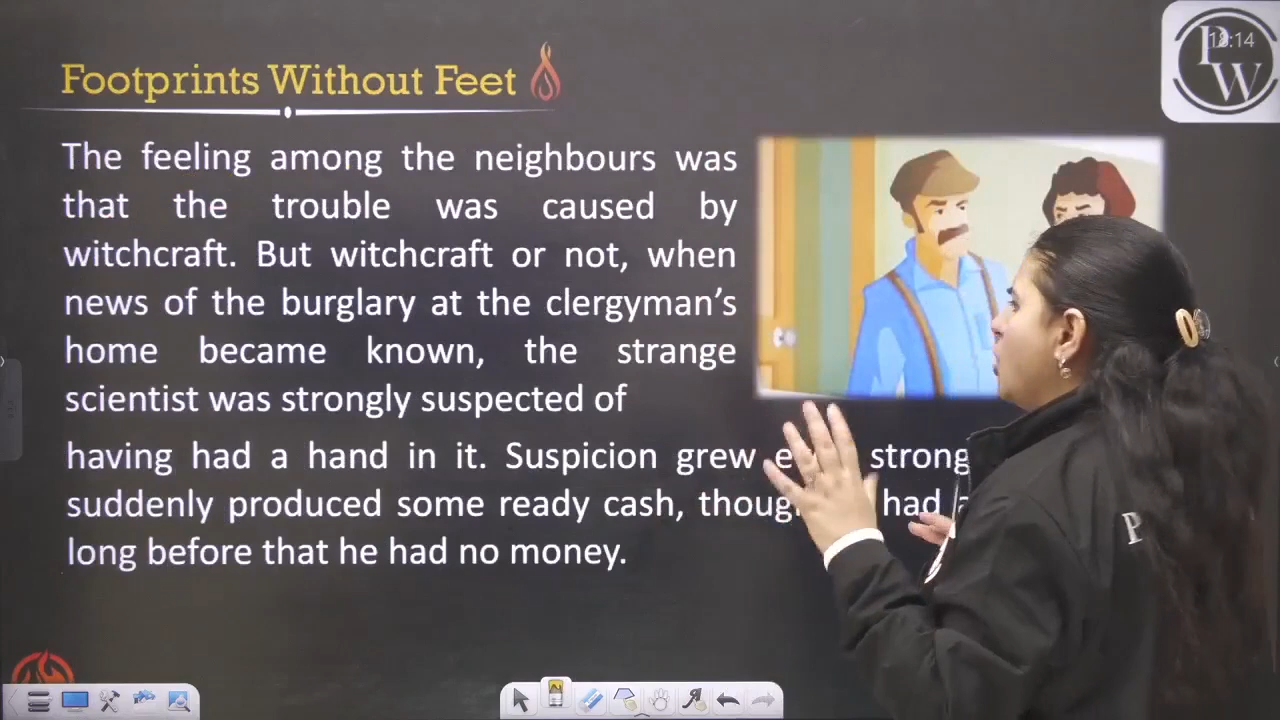 Footprints Without Feet
18:14
PW
The feeling among the neighbours was
that the trouble was caused by
witchcraft. But witchcraft or not, when
news of the burglary at the clergyman's
home became known, the strange
scientist was strongly suspected of
having had a hand in it. Suspicion grew strong
suddenly produced some ready cash, had
long before that he had no money.
P